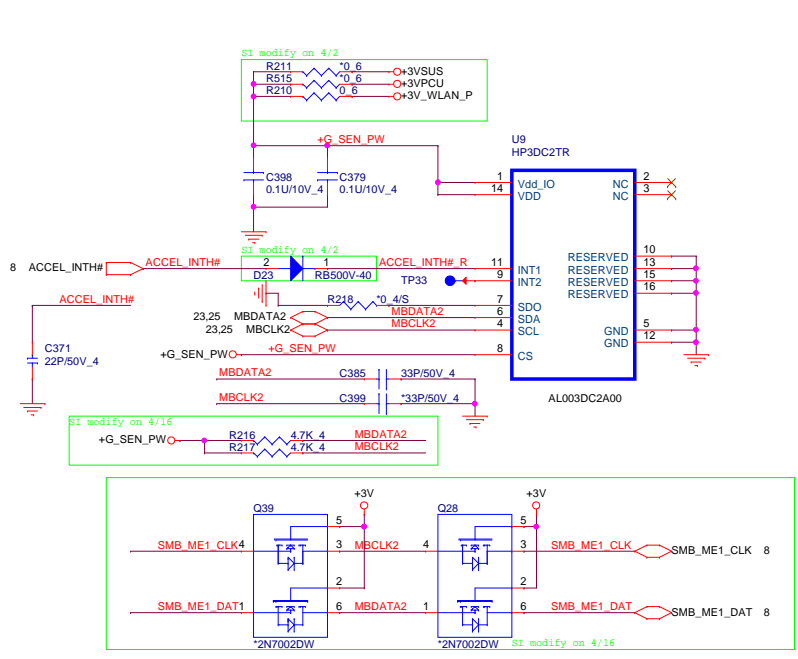 SI modify on 4/2
R211 *0_6 +3VSUS
R515 *0_6 +3VPCU
R210 0_6 +3V_WLAN_P
+G_SEN_PW
U9
HP3DC2TR
C398 C379
0.1U/10V_4 0.1U/10V_4
1 Vdd_IO NC 2
14 VDD NC 3
SI modify on 4/2
8 ACCEL_INTH# ACCEL_INTH# 2 1 ACCEL_INTH#_R 11 INT1
D23 RB500V-40
TP33 9 INT2
RESERVED 10
RESERVED 13
RESERVED 15
RESERVED 16
ACCEL_INTH#
R218 *0_4/S 7 SDO
23,25 MBDATA2 MBDATA2 6 SDA
23,25 MBCLK2 MBCLK2 4 SCL
GND 5
GND 12
C371
22P/50V_4
+G_SEN_PW +G_SEN_PW 8 CS
MBDATA2 C385 33P/50V_4
MBCLK2 C399 *33P/50V_4
AL003DC2A00
SI modify on 4/16
+G_SEN_PW R216 4.7K_4 MBDATA2
R217 4.7K_4 MBCLK2
+3V +3V
Q39 Q28
5 5
SMB_ME1_CLK 4 3 MBCLK2 4 3 SMB_ME1_CLK SMB_ME1_CLK 8
2 2
SMB_ME1_DAT 1 6 MBDATA2 1 6 SMB_ME1_DAT SMB_ME1_DAT 8
*2N7002DW *2N7002DW SI modify on 4/16